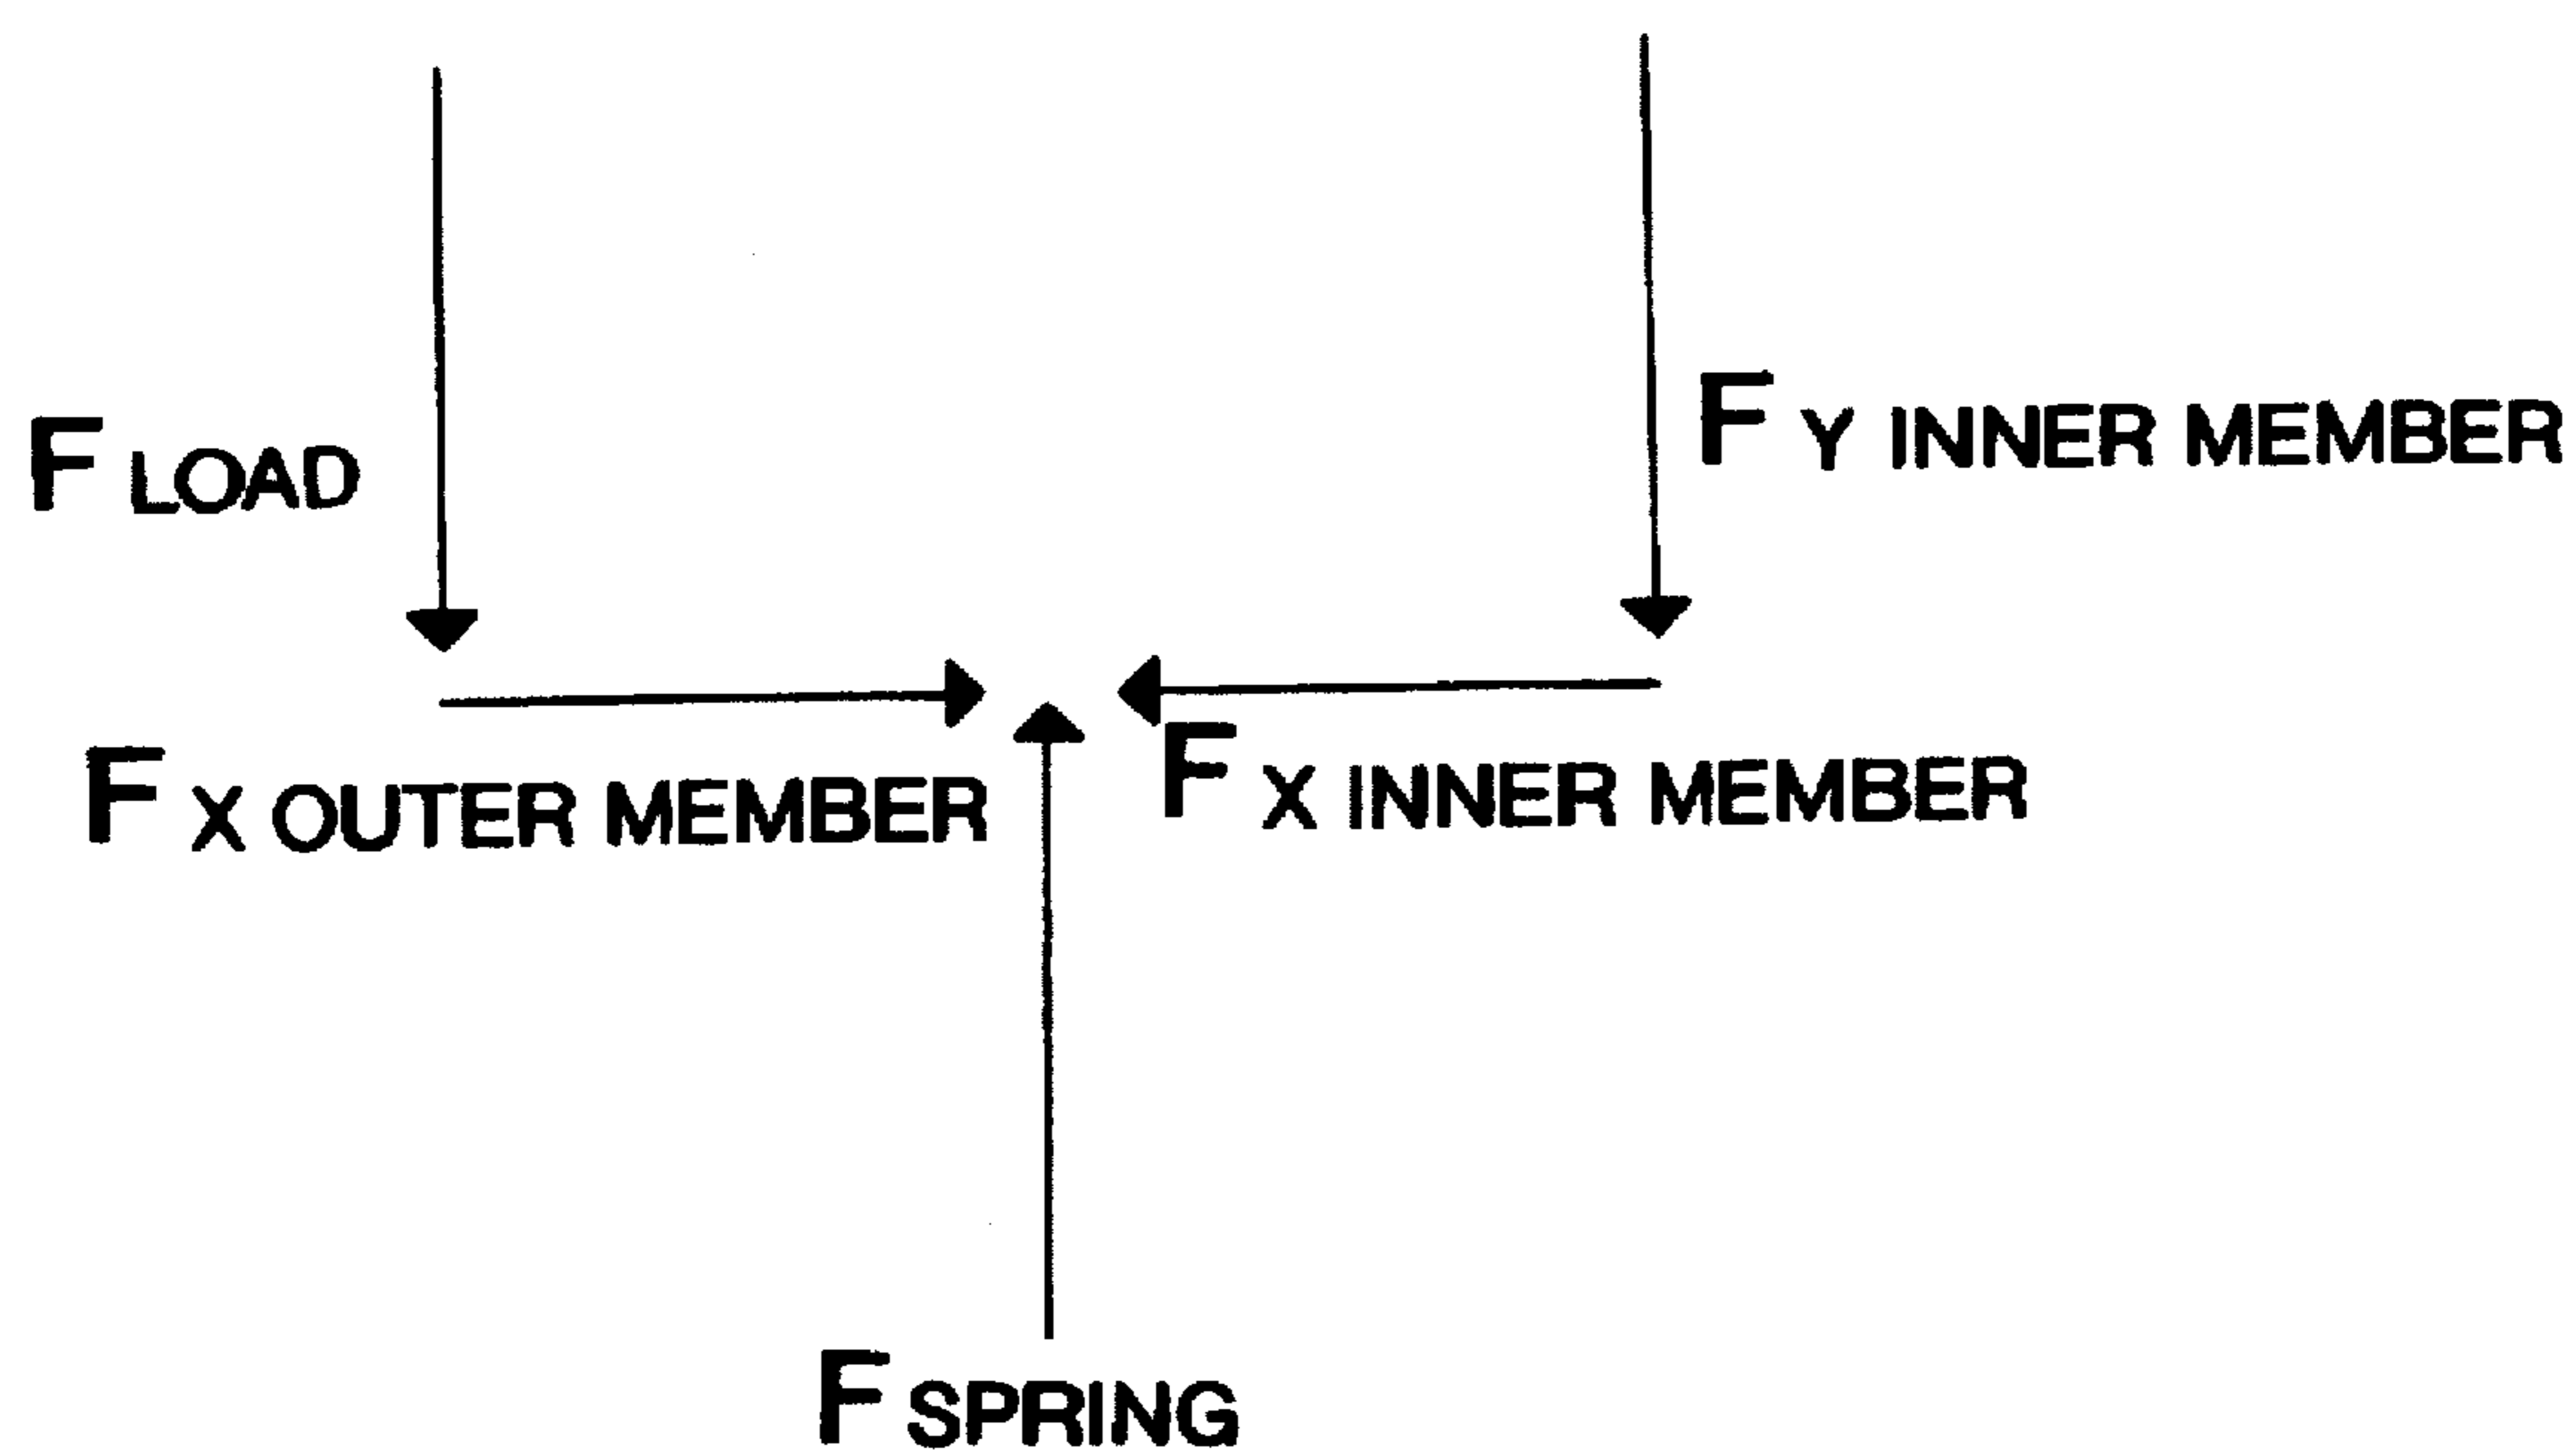 F Y INNER MEMBER
F LOAD
F X INNER MEMBER
F X OUTER MEMBER
F SPRING